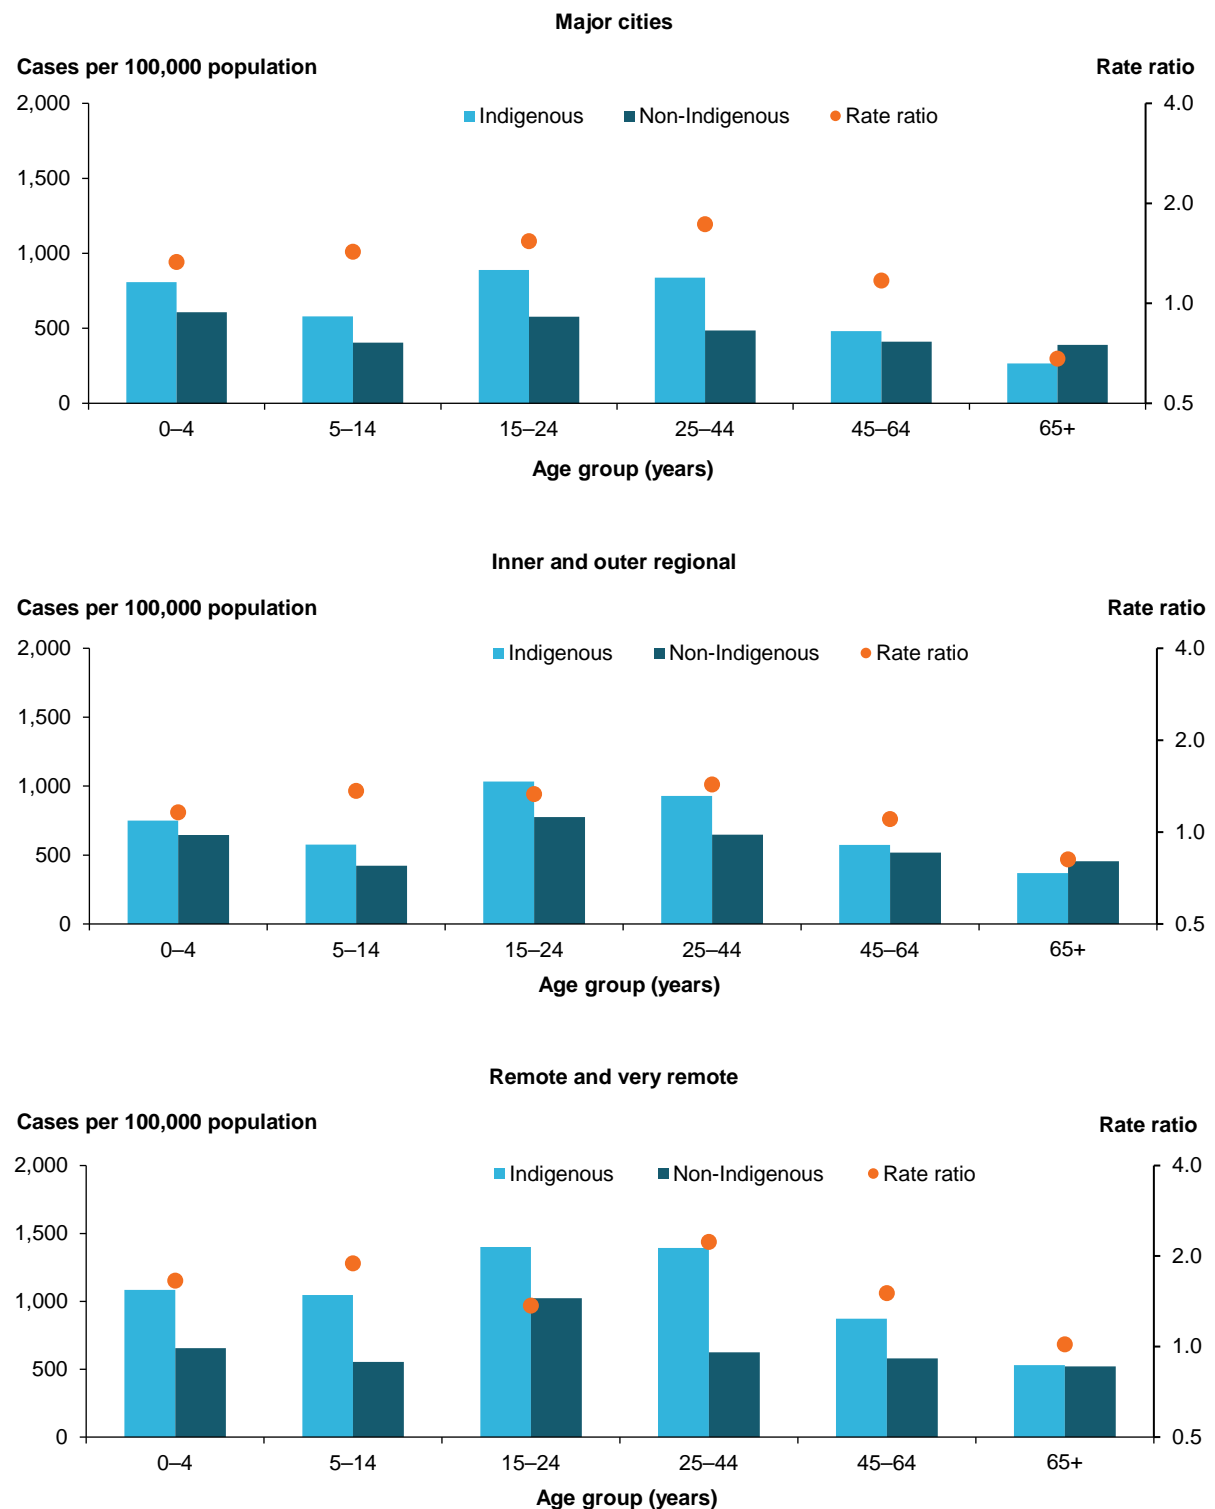 Major cities
Cases per 100,000 population Rate ratio
2,000 4.0
Indigenous Non-Indigenous Rate ratio
1,500
2.0
1,000
1.0
500
0 0.5
0–4 5–14 15–24 25–44 45–64 65+
Age group (years)
Inner and outer regional
Cases per 100,000 population Rate ratio
2,000 4.0
Indigenous Non-Indigenous Rate ratio
1,500
2.0
1,000
1.0
500
0 0.5
0–4 5–14 15–24 25–44 45–64 65+
Age group (years)
Remote and very remote
Cases per 100,000 population Rate ratio
2,000 4.0
Indigenous Non-Indigenous Rate ratio
1,500
2.0
1,000
1.0
500
0 0.5
0–4 5–14 15–24 25–44 45–64 65+
Age group (years)